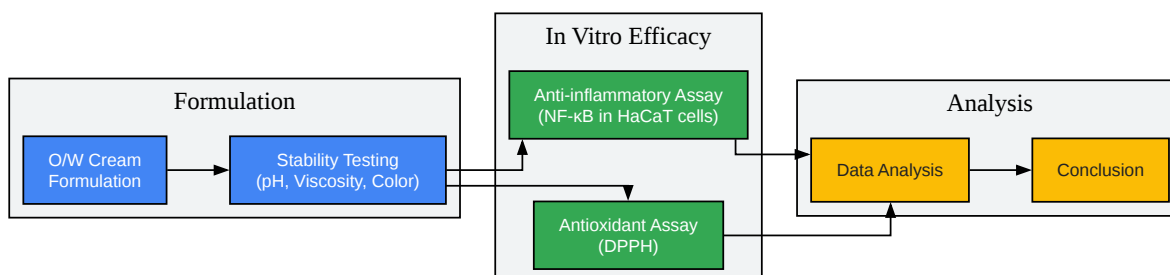 Formulation
O/W Cream
Formulation
Stability Testing
(pH, Viscosity, Color)
In Vitro Efficacy
Anti-inflammatory Assay
(NF-κB in HaCaT cells)
Antioxidant Assay
(DPPH)
Analysis
Data Analysis
Conclusion